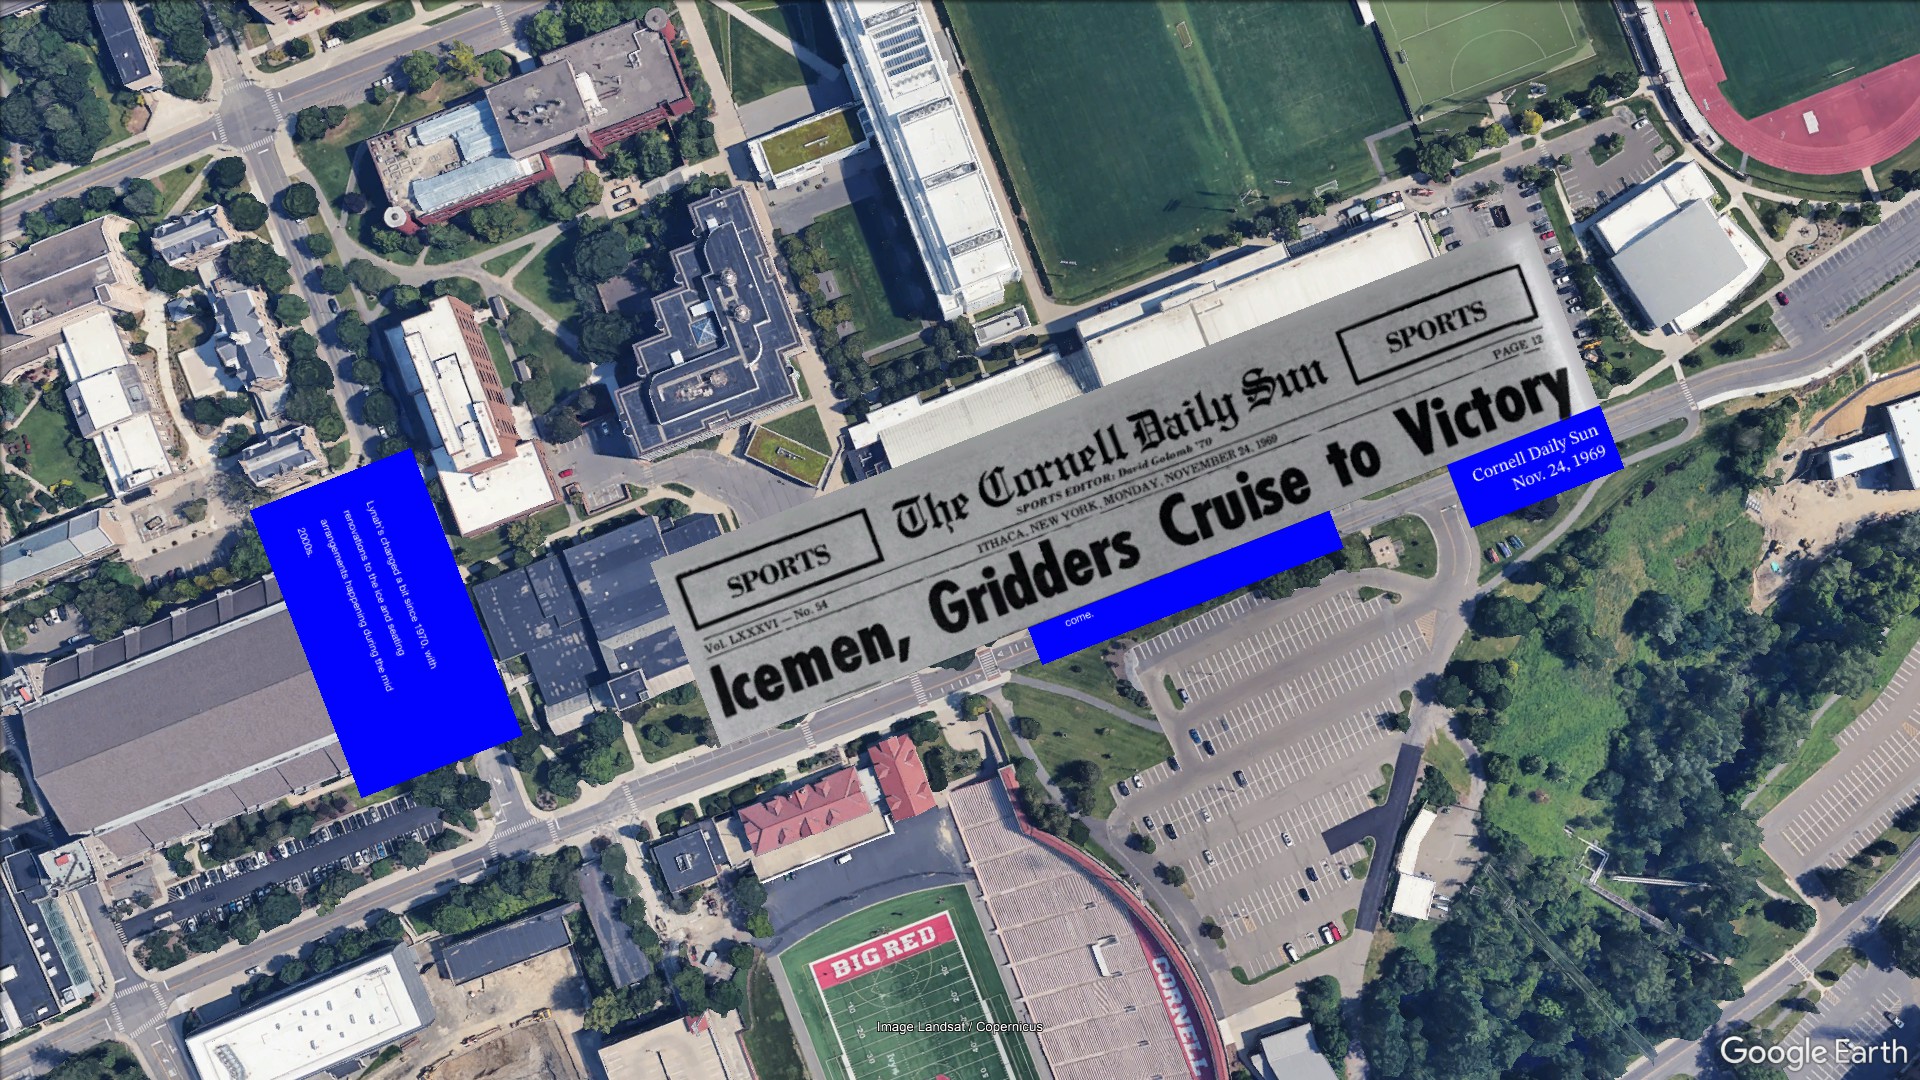 SPORTS
The Cornell Daily Sun
SPORTS
SPORTS EDITOR: David Golomb '70
Vol. LXXXVI — No. 54
ITHACA, NEW YORK, MONDAY, NOVEMBER 24, 1969
PAGE 12
Icemen, Gridders Cruise to Victory
Cornell Daily Sun
Nov. 24, 1969
come.
Lynah's changed a bit since 1970, with
renovations to the ice and seating
arrangements happening during the mid
2000s.
BIG RED
CORNELL
Image Landsat / Copernicus
Google Earth